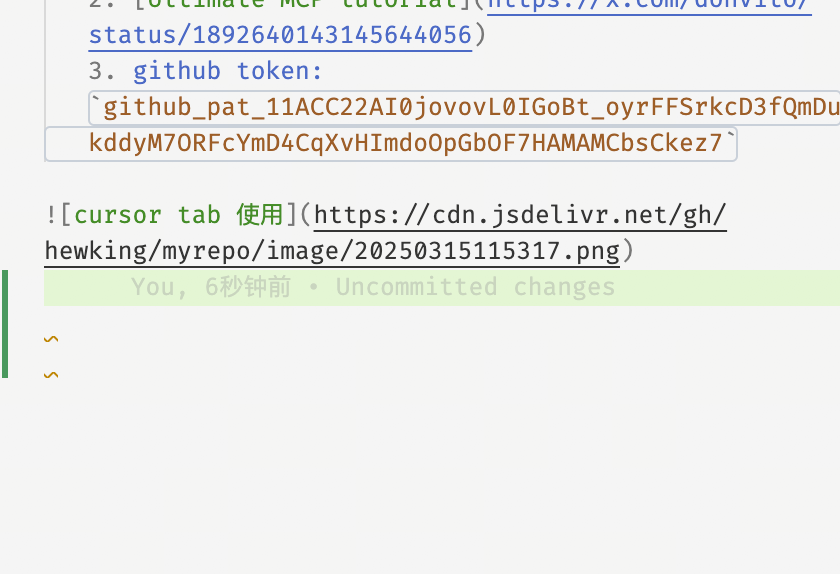 2. [Ultimate MCP tutorial](https://x.com/donvito/
status/1892640143145644056)
3. github token:
`github_pat_11ACC22AI0jovovL0IGoBt_oyrFFSrkcD3fQmDu
kddyM7ORFcYmD4CqXvHImdoOpGbOF7HAMAMCbsCkez7`
![cursor tab 使用](https://cdn.jsdelivr.net/gh/
hewking/myrepo/image/20250315115317.png)
You, 6秒钟前 • Uncommitted changes
~
~